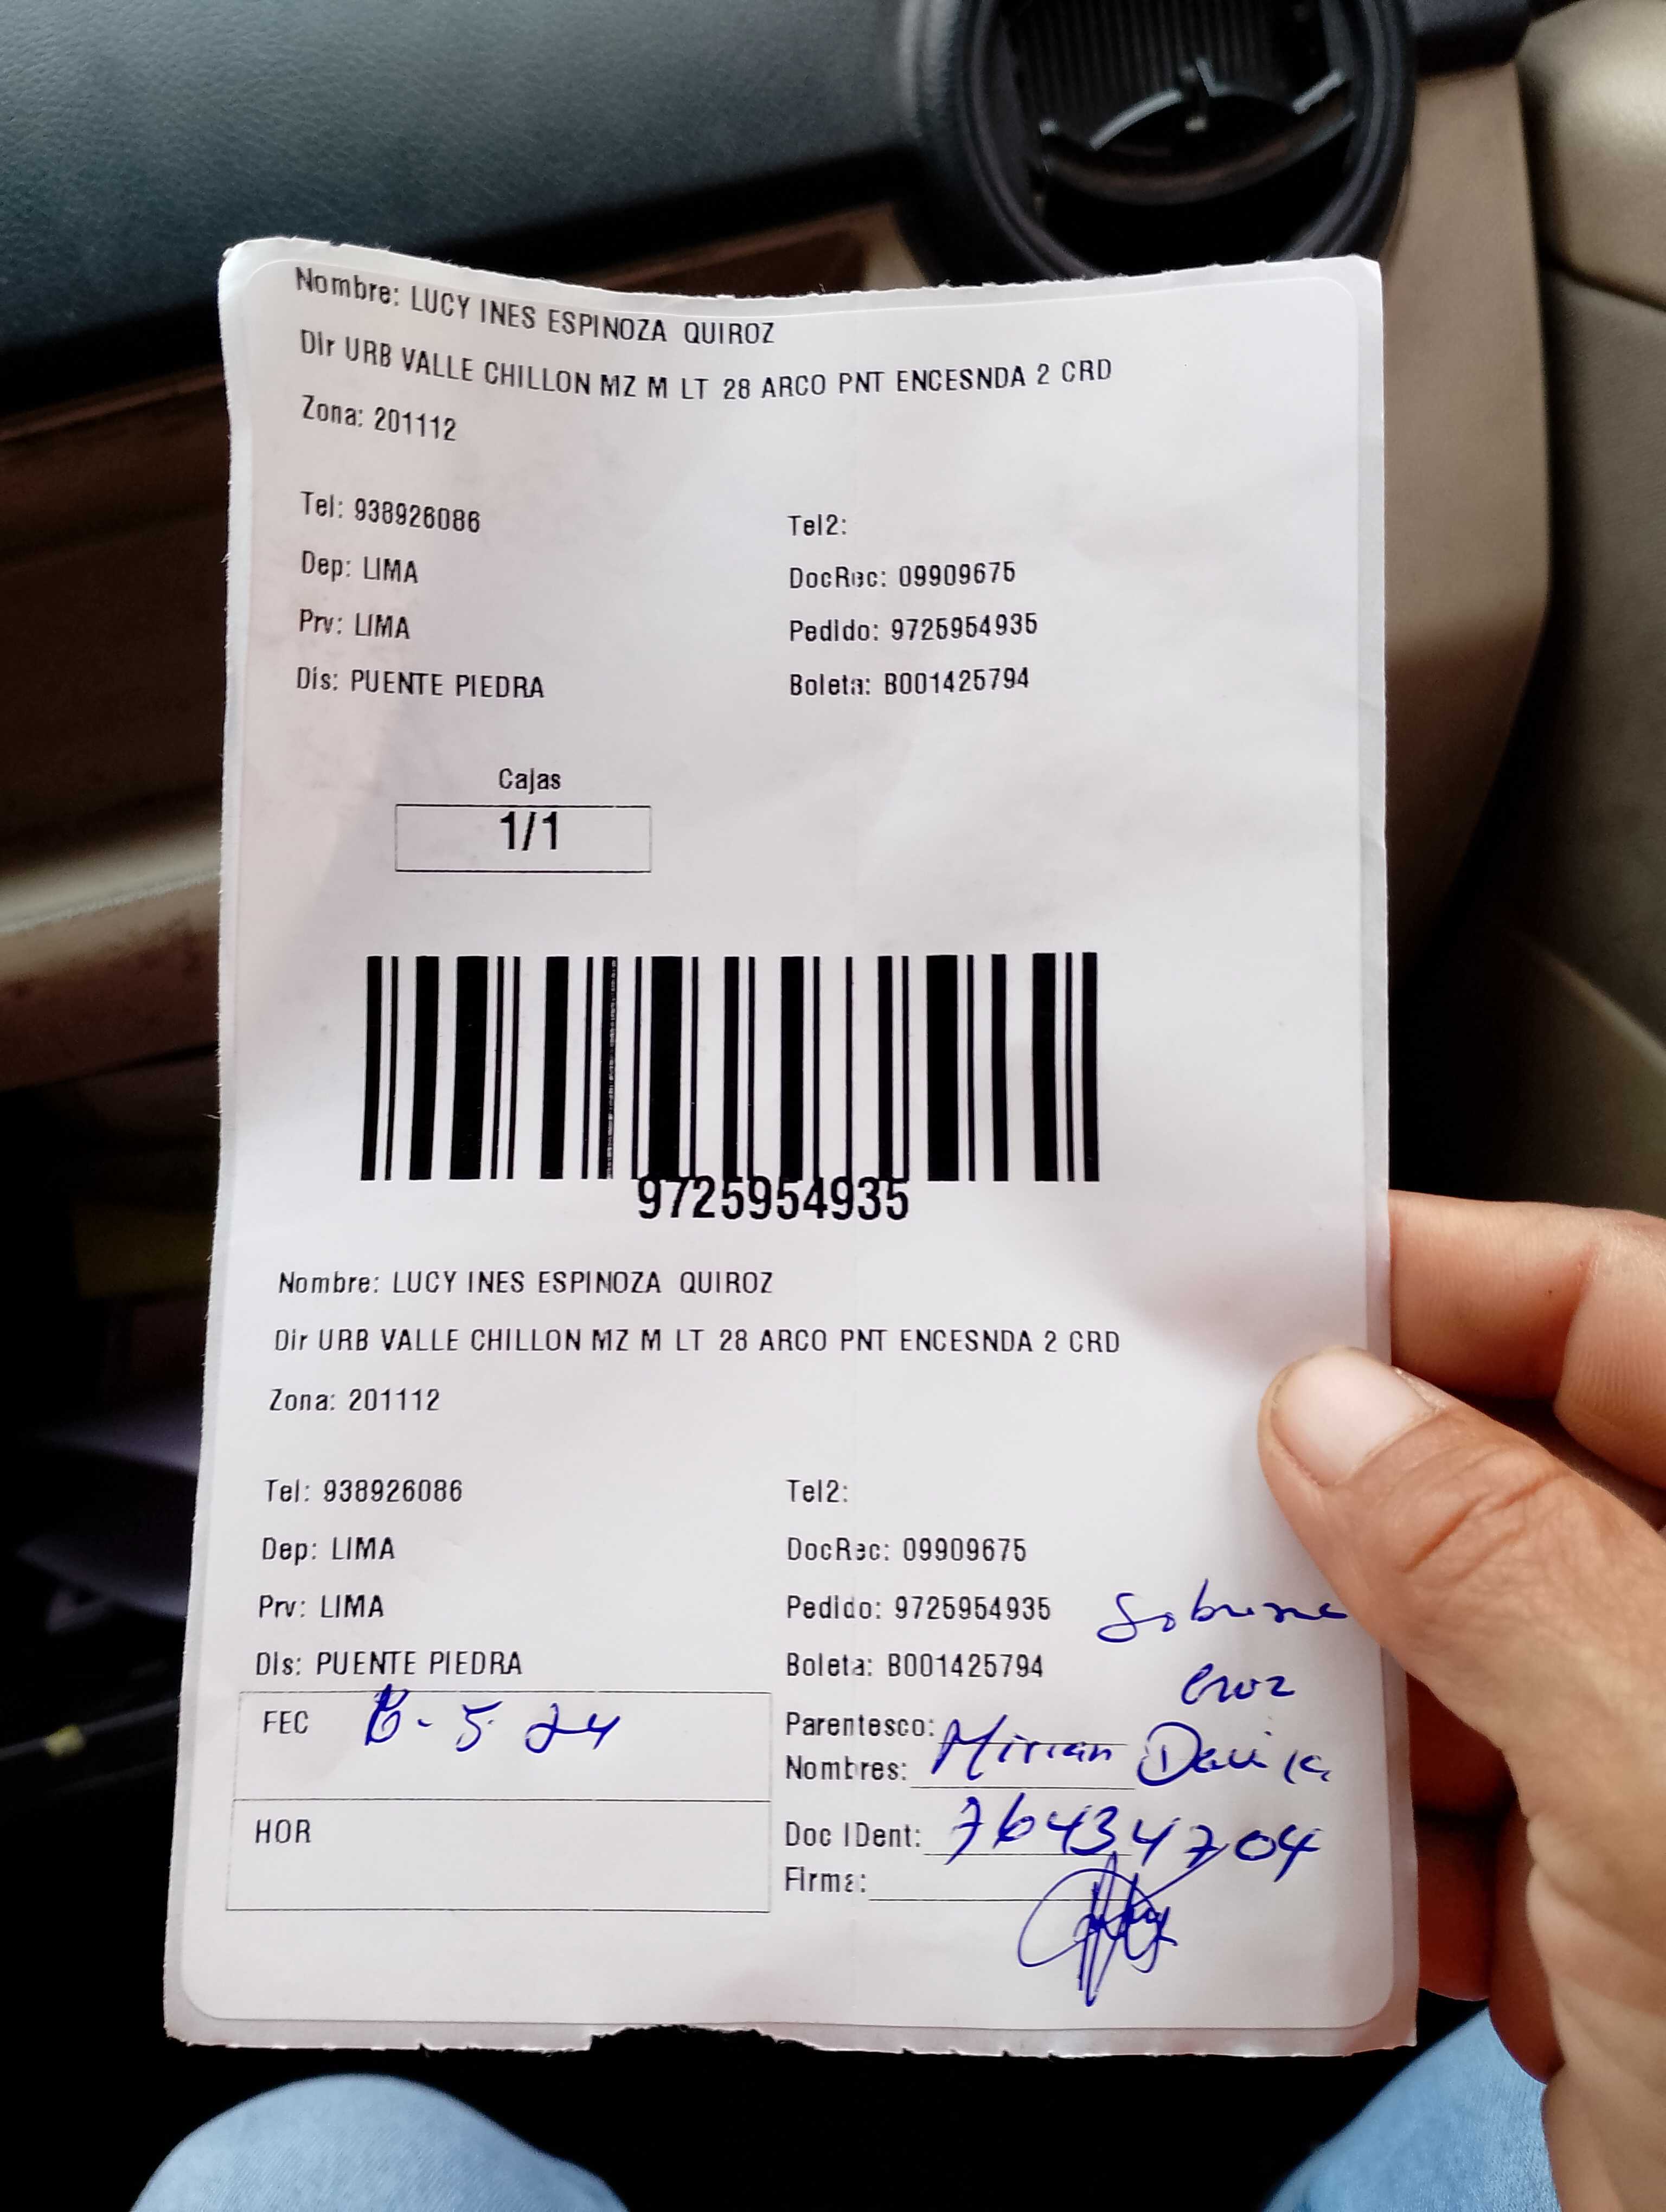 Nombre: LUCY INES ESPINOZA QUIROZ
Dir URB VALLE CHILLON MZ M LT 28 ARCO PNT ENCESNDA 2 CRD
Zona: 201112
Tel: 938926086 Tel2:
Dep: LIMA DocRec: 09909675
Prv: LIMA Pedido: 9725954935
Dis: PUENTE PIEDRA Boleta: B001425794
Cajas
1/1
9725954935
Nombre: LUCY INES ESPINOZA QUIROZ
Dir URB VALLE CHILLON MZ M LT 28 ARCO PNT ENCESNDA 2 CRD
Zona: 201112
Tel: 938926086 Tel2:
Dep: LIMA DocRec: 09909675
Prv: LIMA Pedido: 9725954935 Sobrina
Dis: PUENTE PIEDRA Boleta: B001425794
Cruz
FEC 5 24 Parentesco:
Nombres: Mirian Davila
Doc IDent: 76434704
HOR
Firma: